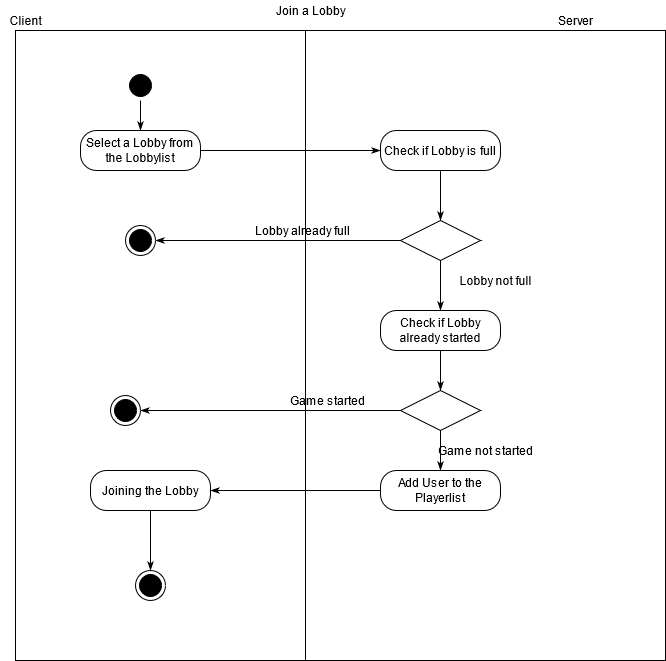 Join a Lobby
Client
Server
Select a Lobby from
the Lobbylist
Check if Lobby is full
Lobby already full
Lobby not full
Check if Lobby
already started
Game started
Game not started
Joining the Lobby
Add User to the
Playerlist